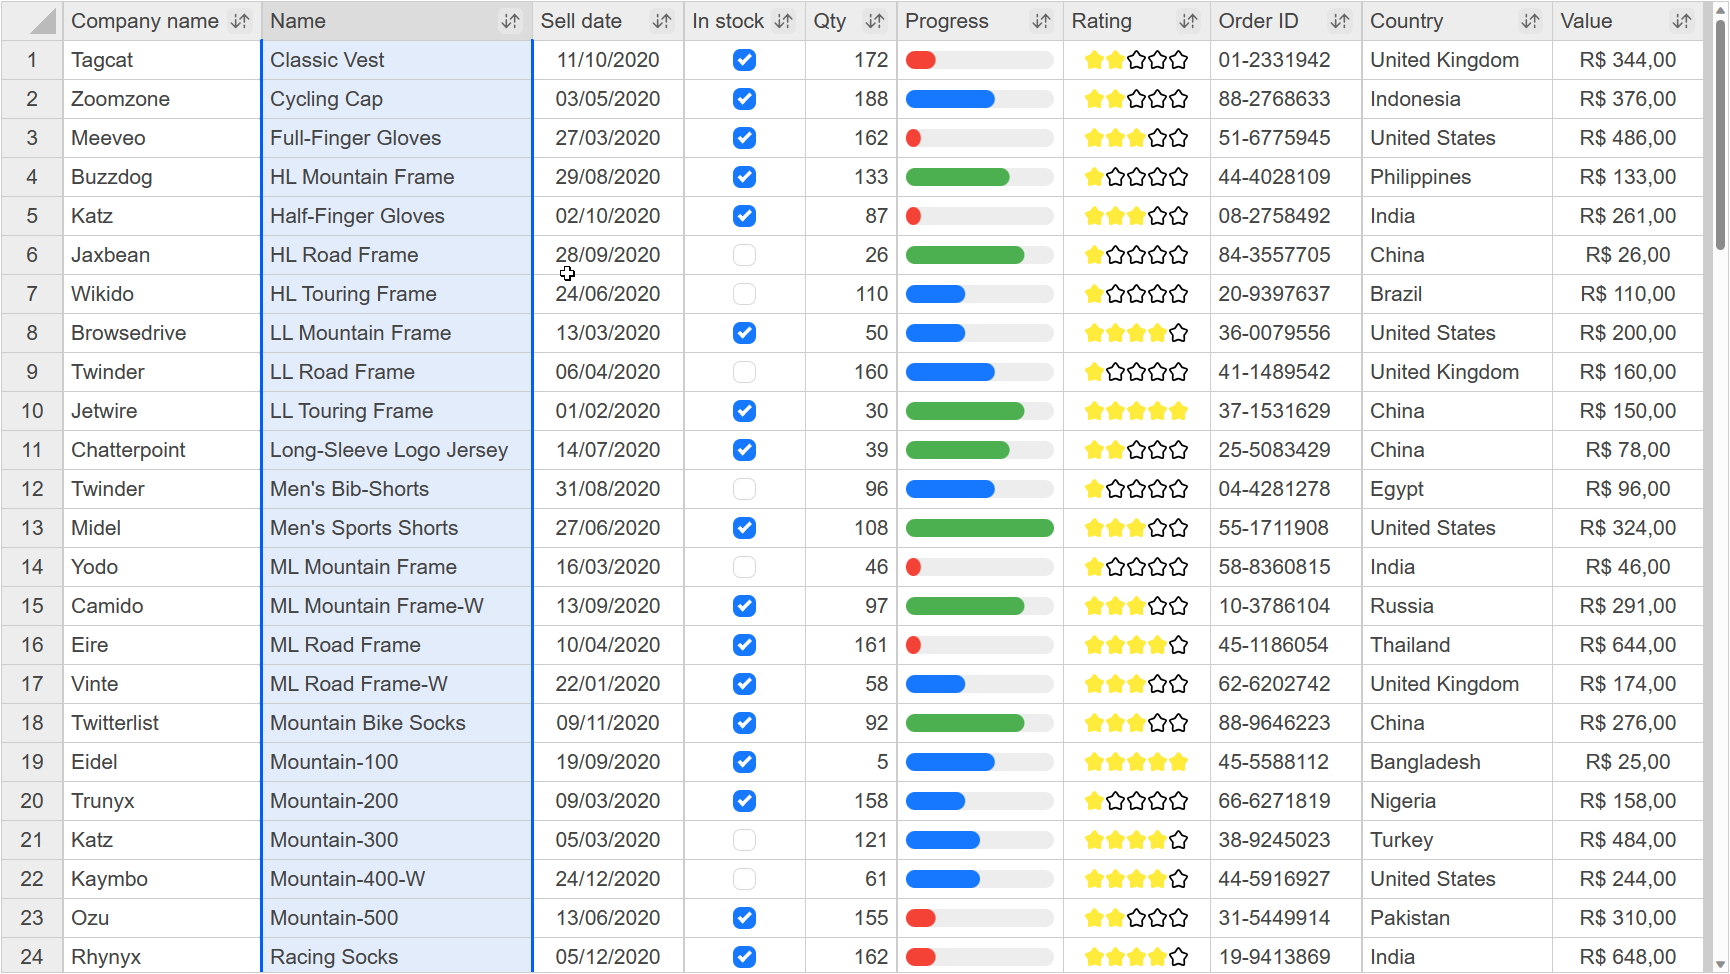 Company name Name Sell date In stock Qty Progress Rating Order ID Country Value
1 Tagcat Classic Vest 11/10/2020 172 01-2331942 United Kingdom R$ 344,00
2 Zoomzone Cycling Cap 03/05/2020 188 88-2768633 Indonesia R$ 376,00
3 Meeveo Full-Finger Gloves 27/03/2020 162 51-6775945 United States R$ 486,00
4 Buzzdog HL Mountain Frame 29/08/2020 133 44-4028109 Philippines R$ 133,00
5 Katz Half-Finger Gloves 02/10/2020 87 08-2758492 India R$ 261,00
6 Jaxbean HL Road Frame 28/09/2020 26 84-3557705 China R$ 26,00
7 Wikido HL Touring Frame 24/06/2020 110 20-9397637 Brazil R$ 110,00
8 Browsedrive LL Mountain Frame 13/03/2020 50 36-0079556 United States R$ 200,00
9 Twinder LL Road Frame 06/04/2020 160 41-1489542 United Kingdom R$ 160,00
10 Jetwire LL Touring Frame 01/02/2020 30 37-1531629 China R$ 150,00
11 Chatterpoint Long-Sleeve Logo Jersey 14/07/2020 39 25-5083429 China R$ 78,00
12 Twinder Men's Bib-Shorts 31/08/2020 96 04-4281278 Egypt R$ 96,00
13 Midel Men's Sports Shorts 27/06/2020 108 55-1711908 United States R$ 324,00
14 Yodo ML Mountain Frame 16/03/2020 46 58-8360815 India R$ 46,00
15 Camido ML Mountain Frame-W 13/09/2020 97 10-3786104 Russia R$ 291,00
16 Eire ML Road Frame 10/04/2020 161 45-1186054 Thailand R$ 644,00
17 Vinte ML Road Frame-W 22/01/2020 58 62-6202742 United Kingdom R$ 174,00
18 Twitterlist Mountain Bike Socks 09/11/2020 92 88-9646223 China R$ 276,00
19 Eidel Mountain-100 19/09/2020 5 45-5588112 Bangladesh R$ 25,00
20 Trunyx Mountain-200 09/03/2020 158 66-6271819 Nigeria R$ 158,00
21 Katz Mountain-300 05/03/2020 121 38-9245023 Turkey R$ 484,00
22 Kaymbo Mountain-400-W 24/12/2020 61 44-5916927 United States R$ 244,00
23 Ozu Mountain-500 13/06/2020 155 31-5449914 Pakistan R$ 310,00
24 Rhynyx Racing Socks 05/12/2020 162 19-9413869 India R$ 648,00